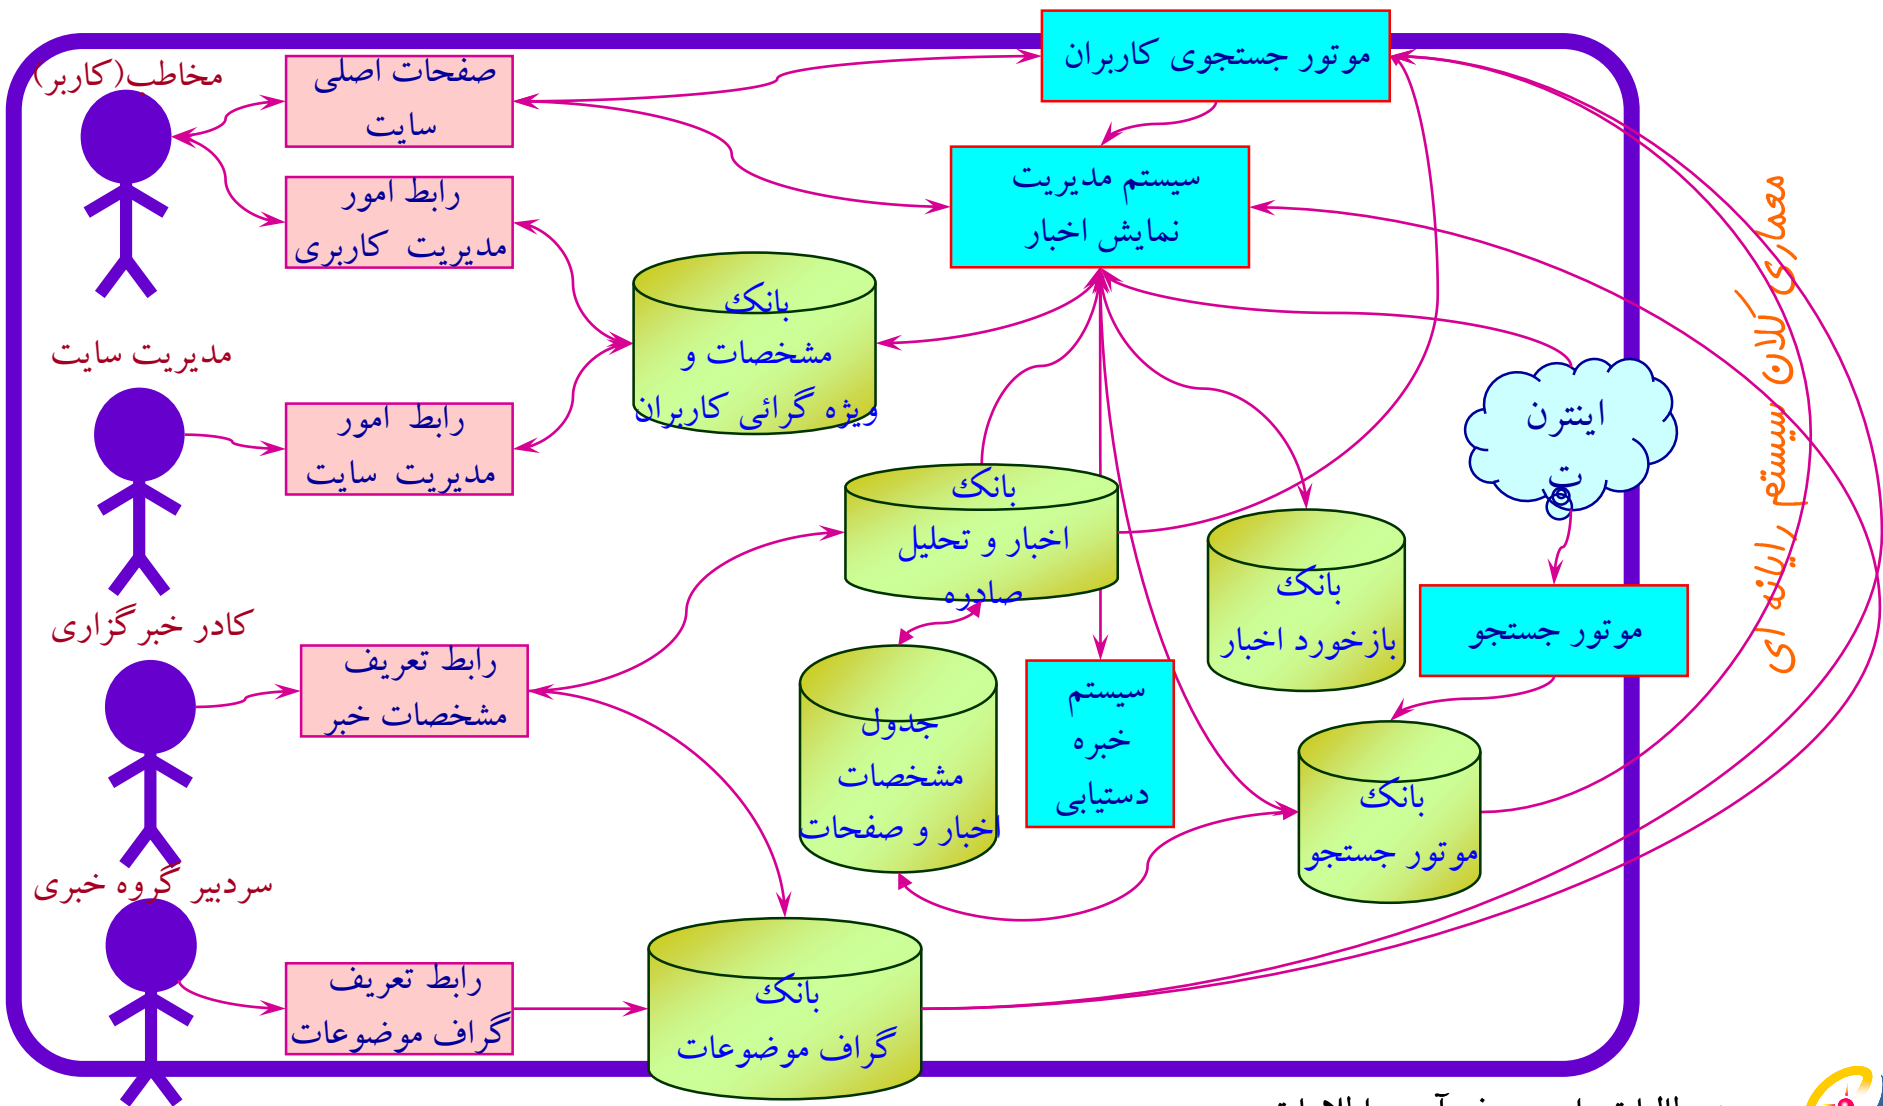 موتور جستجوی کاربران
مخاطب(کاربر)
صفحات اصلی
سایت
سیستم مدیریت
نمایش اخبار
رابط امور
مدیریت کاربری
بانک
مشخصات و
ویژه گرائی کاربران
معماری کلان سیستم رایانه ای
مدیریت سایت
رابط امور
مدیریت سایت
اینترن
ت
بانک
اخبار و تحلیل
صادره
بانک
بازخورد اخبار
موتور جستجو
کادر خبرگزاری
رابط تعریف
مشخصات خبر
سیستم
خبره
دستیابی
جدول
مشخصات
اخبار و صفحات
بانک
موتور جستجو
سردبیر گروه خبری
رابط تعریف
گراف موضوعات
بانک
گراف موضوعات